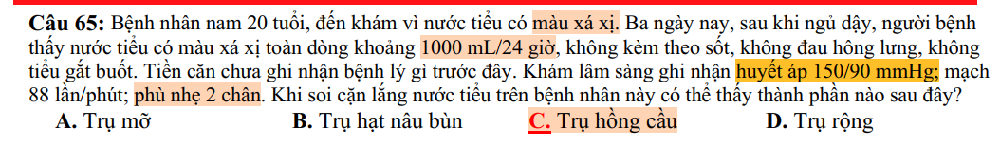 Câu 65: Bệnh nhân nam 20 tuổi, đến khám vì nước tiểu có màu xá xị. Ba ngày nay, sau khi ngủ dậy, người bệnh
thấy nước tiểu có màu xá xị toàn dòng khoảng 1000 mL/24 giờ, không kèm theo sốt, không đau hông lưng, không
tiểu gắt buốt. Tiền căn chưa ghi nhận bệnh lý gì trước đây. Khám lâm sàng ghi nhận huyết áp 150/90 mmHg; mạch
88 lần/phút; phù nhẹ 2 chân. Khi soi cặn lắng nước tiểu trên bệnh nhân này có thể thấy thành phần nào sau đây?
A. Trụ mỡ B. Trụ hạt nâu bùn C. Trụ hồng cầu D. Trụ rộng